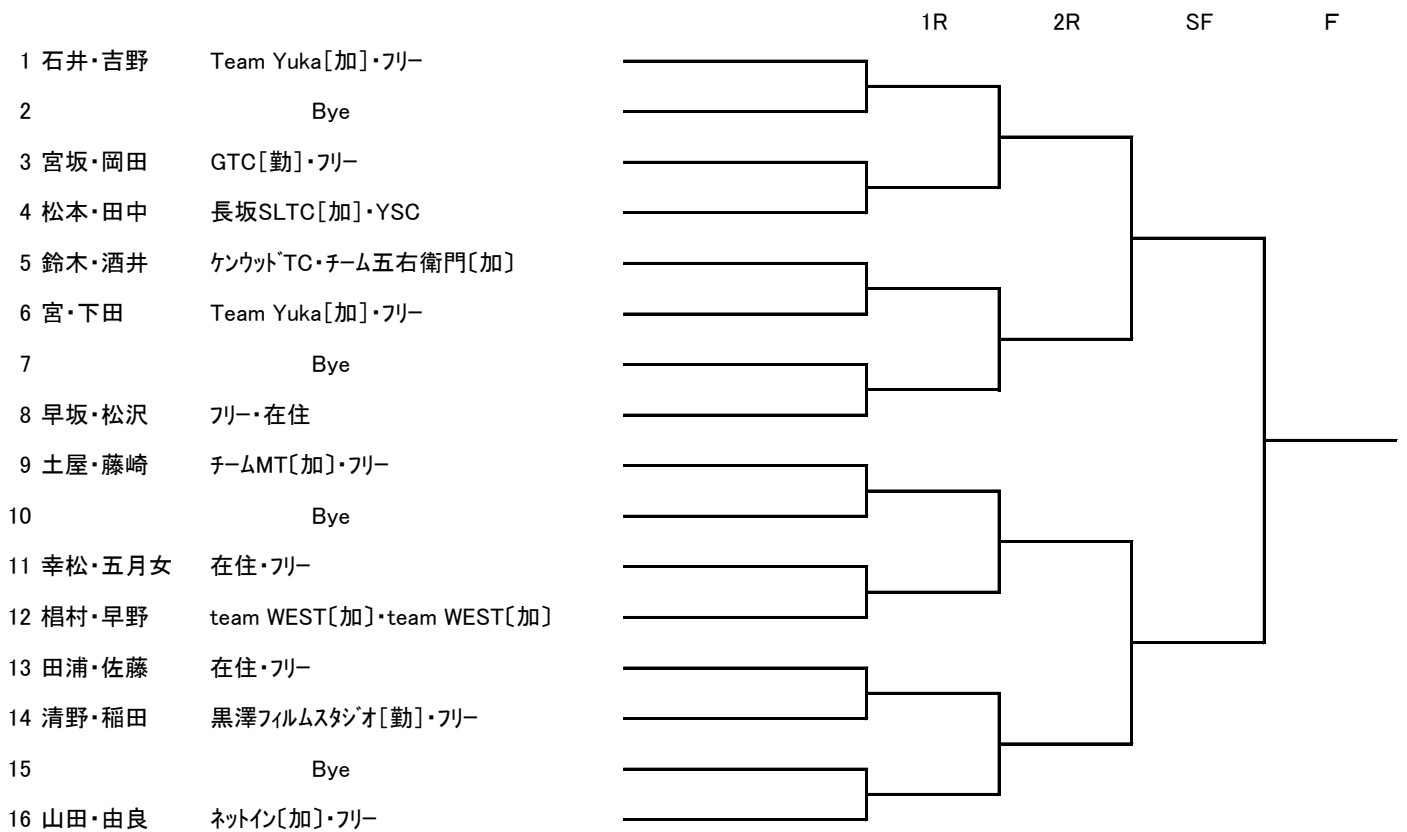 1R 2R SF F
1 石井・吉野 Team Yuka[加]・フリー
2 Bye
3 宮坂・岡田 GTC[勤]・フリー
4 松本・田中 長坂SLTC[加]・YSC
5 鈴木・酒井 ケンウッドTC・チーム五右衛門〔加〕
6 宮・下田 Team Yuka[加]・フリー
7 Bye
8 早坂・松沢 フリー・在住
9 土屋・藤崎 チームMT〔加〕・フリー
10 Bye
11 幸松・五月女 在住・フリー
12 椙村・早野 team WEST〔加〕・team WEST〔加〕
13 田浦・佐藤 在住・フリー
14 清野・稲田 黒澤フィルムスタジオ[勤]・フリー
15 Bye
16 山田・由良 ネットイン〔加〕・フリー